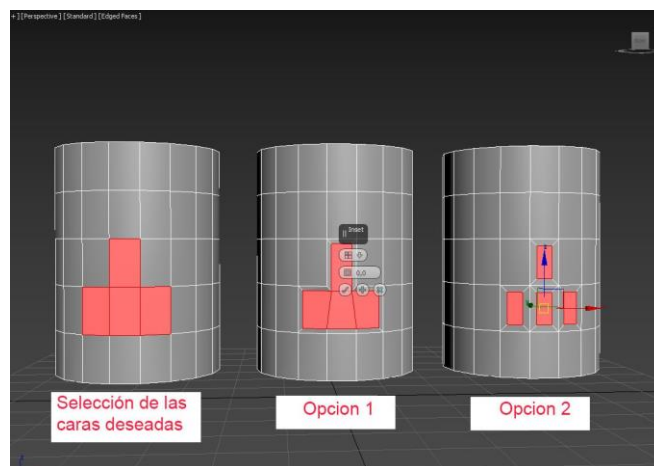 + ] [Perspective ] [Standard ] [Edged Faces ]
Inset
0,0
Selección de las
caras deseadas
Opcion 1
Opcion 2